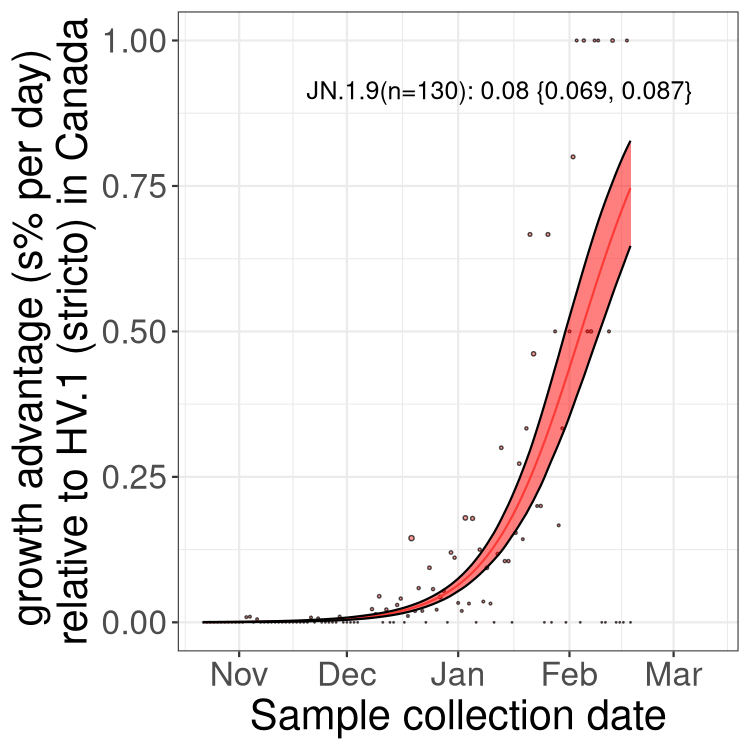 growth advantage (s% per day)
relative to HV.1 (stricto) in Canada
1.00
0.75
0.50
0.25
0.00
JN.1.9(n=130): 0.08 {0.069, 0.087}
Nov
Dec
Jan
Feb
Mar
Sample collection date